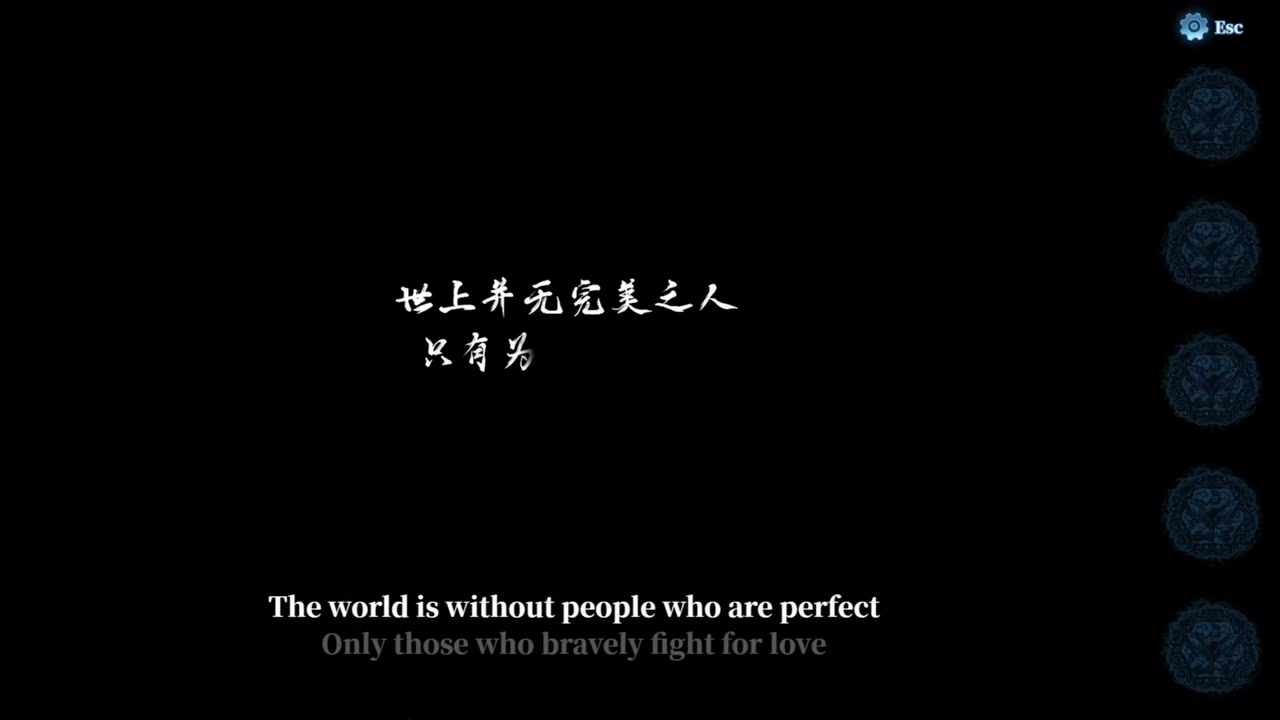 Esc
世上并无完美之人
只有为
The world is without people who are perfect
Only those who bravely fight for love